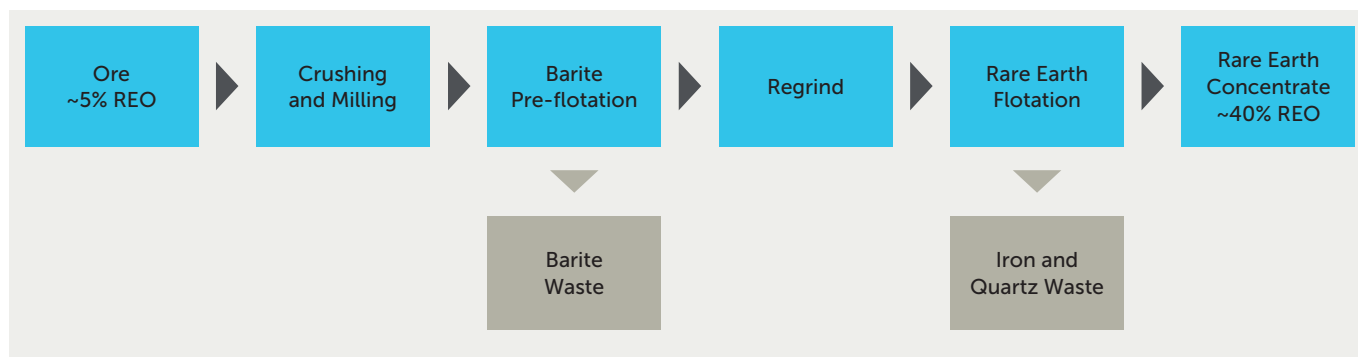 Ore
~5% REO
Crushing
and Milling
Barite
Pre-flotation
Regrind
Rare Earth
Flotation
Rare Earth
Concentrate
~40% REO
Barite
Waste
Iron and
Quartz Waste